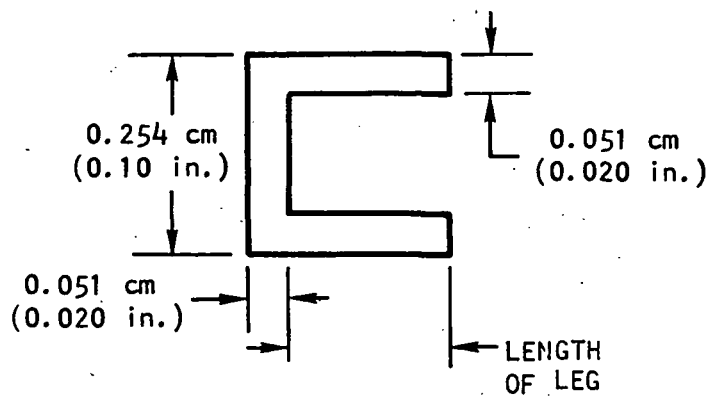 0.254 cm
(0.10 in.)
0.051 cm
(0.020 in.)
0.051 cm
(0.020 in.)
LENGTH
OF LEG